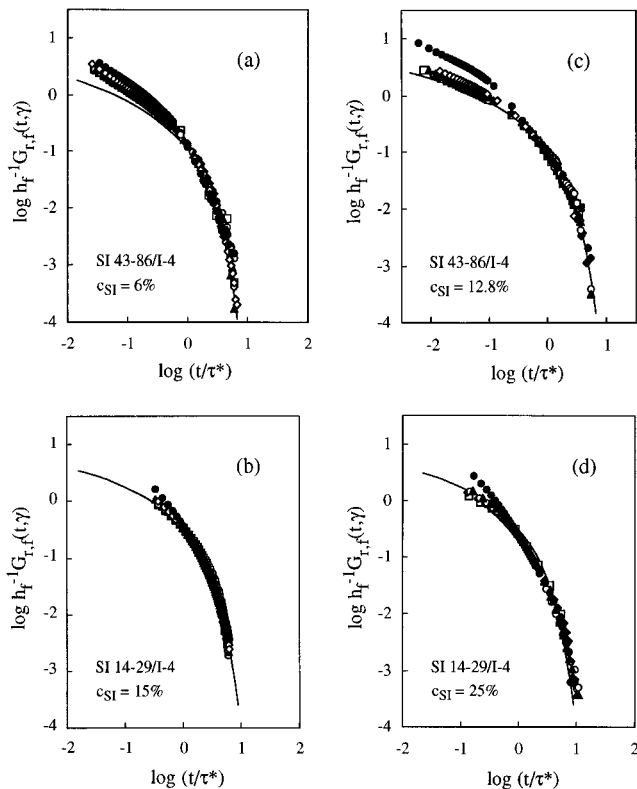 (a)
1
0
-1
-2
-3
-4
log h_f^-1 G_r,f(t,γ)
SI 43-86/I-4
c_SI = 6%
-2 -1 0 1 2
log (t/τ*)
(c)
1
0
-1
-2
-3
-4
log h_f^-1 G_r,f(t,γ)
SI 43-86/I-4
c_SI = 12.8%
-2 -1 0 1
log (t/τ*)
(b)
1
0
-1
-2
-3
-4
log h_f^-1 G_r,f(t,γ)
SI 14-29/I-4
c_SI = 15%
-2 -1 0 1 2
log (t/τ*)
(d)
1
0
-1
-2
-3
-4
log h_f^-1 G_r,f(t,γ)
SI 14-29/I-4
c_SI = 25%
-2 -1 0 1 2
log (t/τ*)